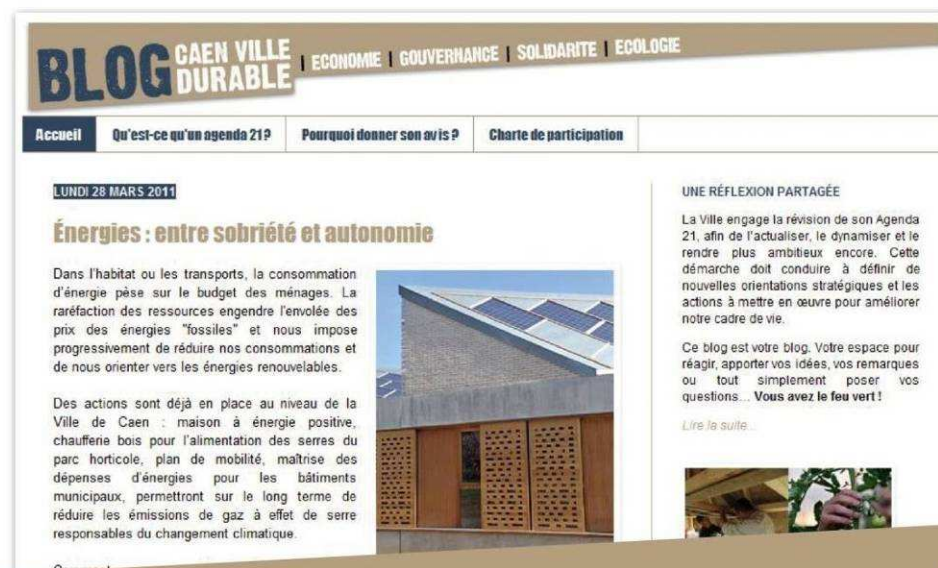 BLOG CAEN VILLE DURABLE | ECONOMIE | GOUVERNANCE | SOLIDARITE | ECOLOGIE
Accueil
Qu'est-ce qu'un agenda 21 ?
Pourquoi donner son avis ?
Charte de participation
LUNDI 28 MARS 2011
Énergies : entre sobriété et autonomie
Dans l'habitat ou les transports, la consommation
d'énergie pèse sur le budget des ménages. La
raréfaction des ressources engendre l'envolée des
prix des énergies "fossiles" et nous impose
progressivement de réduire nos consommations et
de nous orienter vers les énergies renouvelables.
Des actions sont déjà en place au niveau de la
Ville de Caen : maison à énergie positive,
chaufferie bois pour l'alimentation des serres du
parc horticole, plan de mobilité, maîtrise des
dépenses d'énergies pour les bâtiments
municipaux, permettront sur le long terme de
réduire les émissions de gaz à effet de serre
responsables du changement climatique.
UNE RÉFLEXION PARTAGÉE
La Ville engage la révision de son Agenda
21, afin de l'actualiser, le dynamiser et le
rendre plus ambitieux encore. Cette
démarche doit conduire à définir de
nouvelles orientations stratégiques et les
actions à mettre en œuvre pour améliorer
notre cadre de vie.
Ce blog est votre blog. Votre espace pour
réagir, apporter vos idées, vos remarques
ou tout simplement poser vos
questions... Vous avez le feu vert !
Lire la suite...